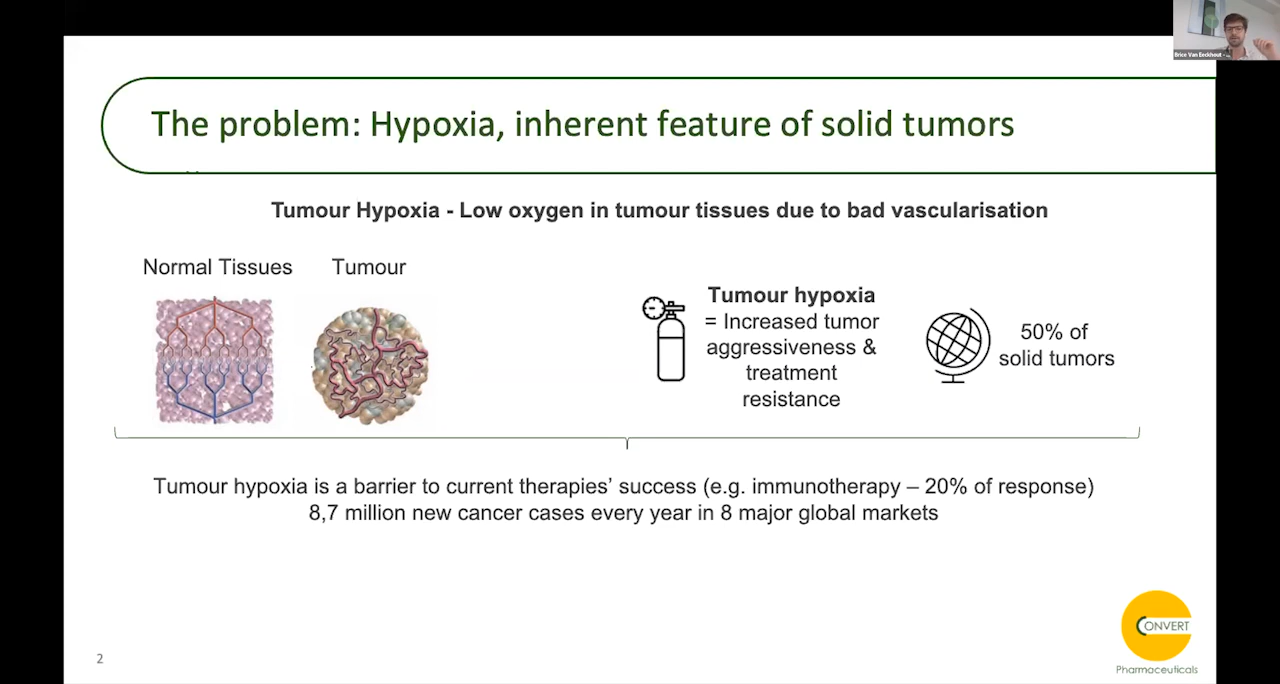 Brice Van Eeckhout -
The problem: Hypoxia, inherent feature of solid tumors
Tumour Hypoxia - Low oxygen in tumour tissues due to bad vascularisation
Normal Tissues
Tumour
Tumour hypoxia
= Increased tumor
aggressiveness &
treatment
resistance
50% of
solid tumors
Tumour hypoxia is a barrier to current therapies’ success (e.g. immunotherapy – 20% of response)
8,7 million new cancer cases every year in 8 major global markets
CONVERT
Pharmaceuticals
2